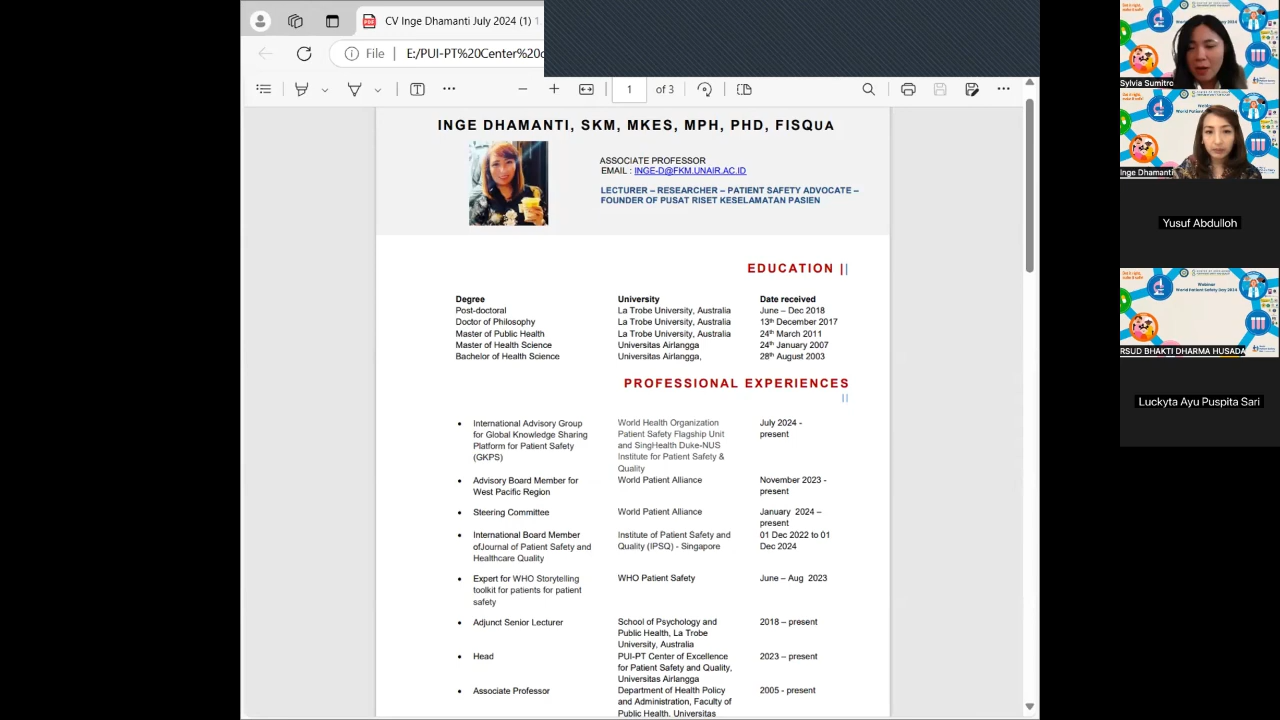 CV Inge Dhamanti July 2024 (1) 1.
File
E:/PUI-PT%20Center%20
1
of 3
INGE DHAMANTI, SKM, MKES, MPH, PHD, FISQUA
ASSOCIATE PROFESSOR
EMAIL : INGE-D@FKM.UNAIR.AC.ID
LECTURER – RESEARCHER – PATIENT SAFETY ADVOCATE –
FOUNDER OF PUSAT RISET KESELAMATAN PASIEN
EDUCATION ||
Degree University Date received
Post-doctoral La Trobe University, Australia June – Dec 2018
Doctor of Philosophy La Trobe University, Australia 13th December 2017
Master of Public Health La Trobe University, Australia 24th March 2011
Master of Health Science Universitas Airlangga 24th January 2007
Bachelor of Health Science Universitas Airlangga, 28th August 2003
PROFESSIONAL EXPERIENCES
||
• International Advisory Group World Health Organization July 2024 -
for Global Knowledge Sharing Patient Safety Flagship Unit present
Platform for Patient Safety and SingHealth Duke-NUS
(GKPS) Institute for Patient Safety &
Quality
• Advisory Board Member for World Patient Alliance November 2023 -
West Pacific Region present
• Steering Committee World Patient Alliance January 2024 –
present
• International Board Member Institute of Patient Safety and 01 Dec 2022 to 01
ofJournal of Patient Safety and Quality (IPSQ) - Singapore Dec 2024
Healthcare Quality
• Expert for WHO Storytelling WHO Patient Safety June – Aug 2023
toolkit for patients for patient
safety
• Adjunct Senior Lecturer School of Psychology and 2018 – present
Public Health, La Trobe
University, Australia
• Head PUI-PT Center of Excellence 2023 – present
for Patient Safety and Quality,
Universitas Airlangga
• Associate Professor Department of Health Policy 2005 - present
and Administration, Faculty of
Public Health, Universitas
Sylvia Sumitro
Inge Dhamanti
Yusuf Abdulloh
Webinar
World Patient Safety Day 2024
RSUD BHAKTI DHARMA HUSADA
Luckyta Ayu Puspita Sari